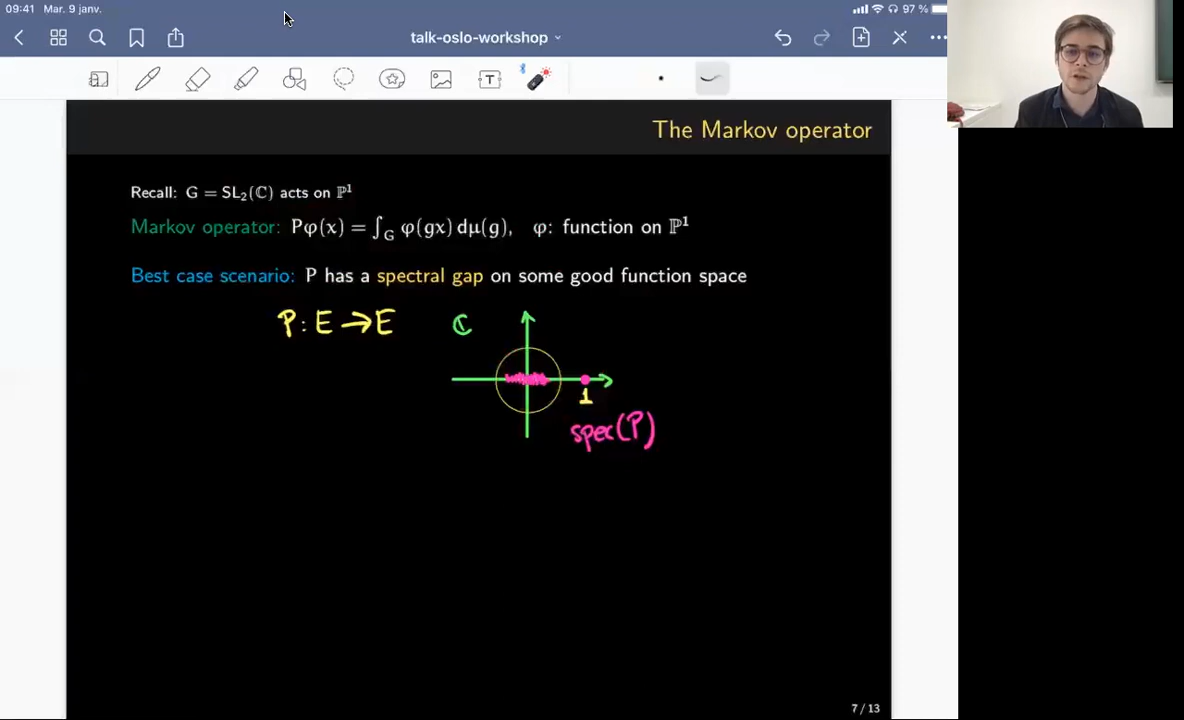 09:41 Mar. 9 janv.
97 %
talk-oslo-workshop
T
The Markov operator
Recall: G = SL₂(ℂ) acts on ℙ¹
Markov operator: Pφ(x) = ∫_G φ(gx) dμ(g), φ: function on ℙ¹
Best case scenario: P has a spectral gap on some good function space
P: E → E
ℂ
1
spec(P)
7 / 13